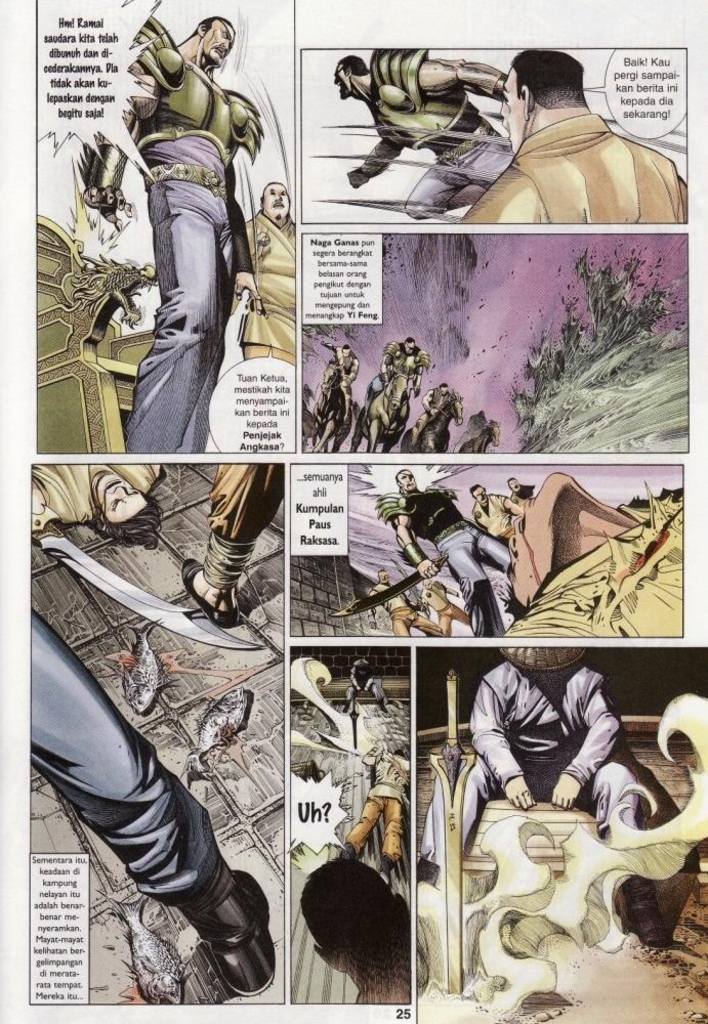 Hm! Ramai
saudara kita telah
dibunuh dan di-
cederakannya. Dia
tidak akan ku-
lepaskan dengan
begitu saja!
Tuan Ketua,
mestikah kita
menyampai-
kan berita ini
kepada
Penjejak
Angkasa?
Baik! Kau
pergi sampai-
kan berita ini
kepada dia
sekarang!
Naga Ganas pun
segera berangkat
bersama-sama
belasan orang
pengikut dengan
tujuan untuk
mengepung dan
menangkap Yi Feng.
Sementara itu,
keadaan di
kampung
nelayan itu
adalah benar-
benar me-
nyeramkan.
Mayat-mayat
kelihatan ber-
gelimpangan
di merata-
rata tempat.
Mereka itu...
...semuanya
ahli
Kumpulan
Paus
Raksasa.
Uh?
25